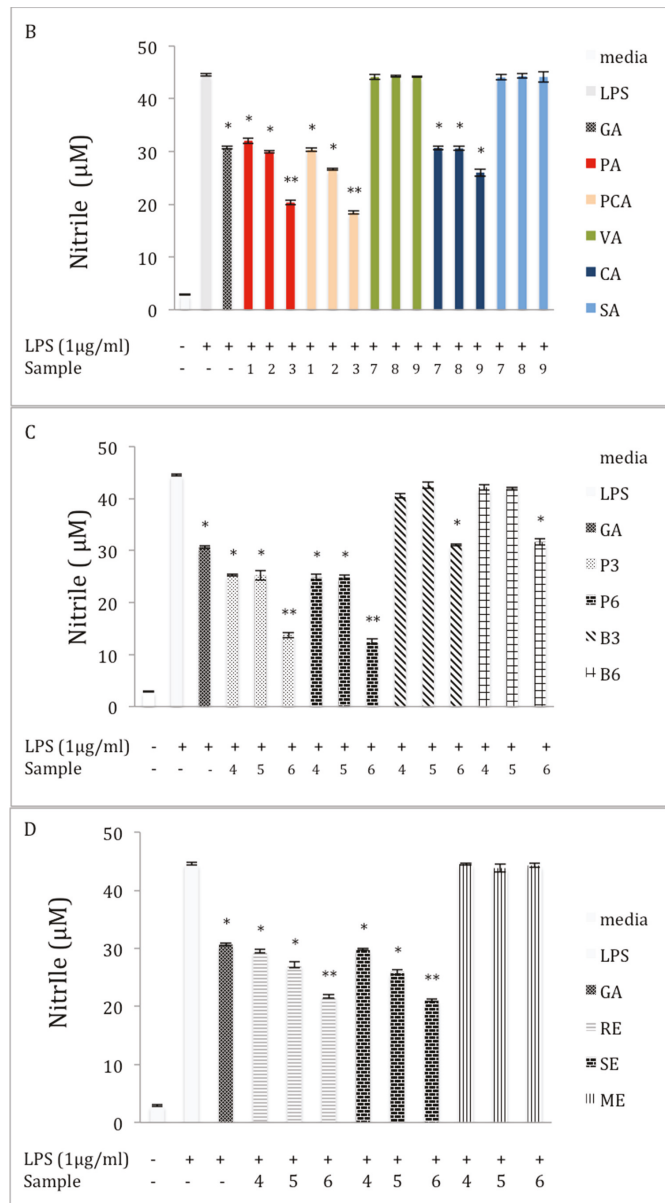 B
50
40
30
20
10
0
Nitrile (μM)
* * * ** * * ** * * *
media
LPS
GA
PA
PCA
VA
CA
SA
LPS (1μg/ml) - + + + + + + + + + + + + + + + + +
Sample - - - 1 2 3 1 2 3 7 8 9 7 8 9 7 8 9
C
50
40
30
20
10
0
Nitrile ( μM)
* * * ** * * ** * *
media
LPS
GA
P3
P6
B3
B6
LPS (1μg/ml) - + + + + + + + + + + + + + +
Sample - - - 4 5 6 4 5 6 4 5 6 4 5 6
D
50
40
30
20
10
0
NitrIle (μM)
* * * ** * * **
media
LPS
GA
RE
SE
ME
LPS (1μg/ml) - + + + + + + + + + + +
Sample - - - 4 5 6 4 5 6 4 5 6